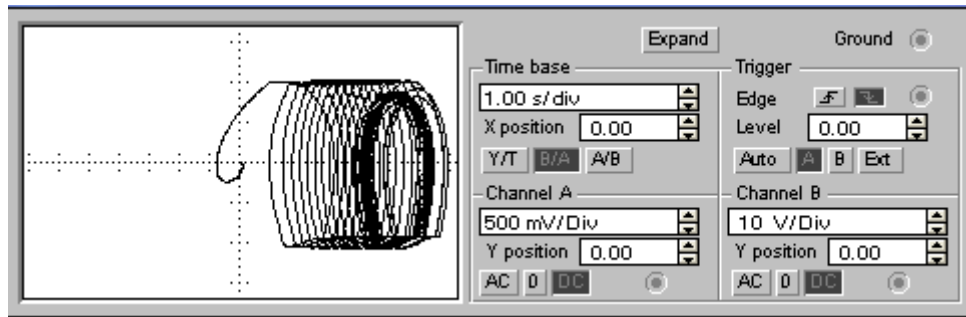 Expand
Ground
Time base
1.00 s/div
X position 0.00
Y/T B/A A/B
Trigger
Edge
Level 0.00
Auto A B Ext
Channel A
500 mV/Div
Y position 0.00
AC 0 DC
Channel B
10 V/Div
Y position 0.00
AC 0 DC